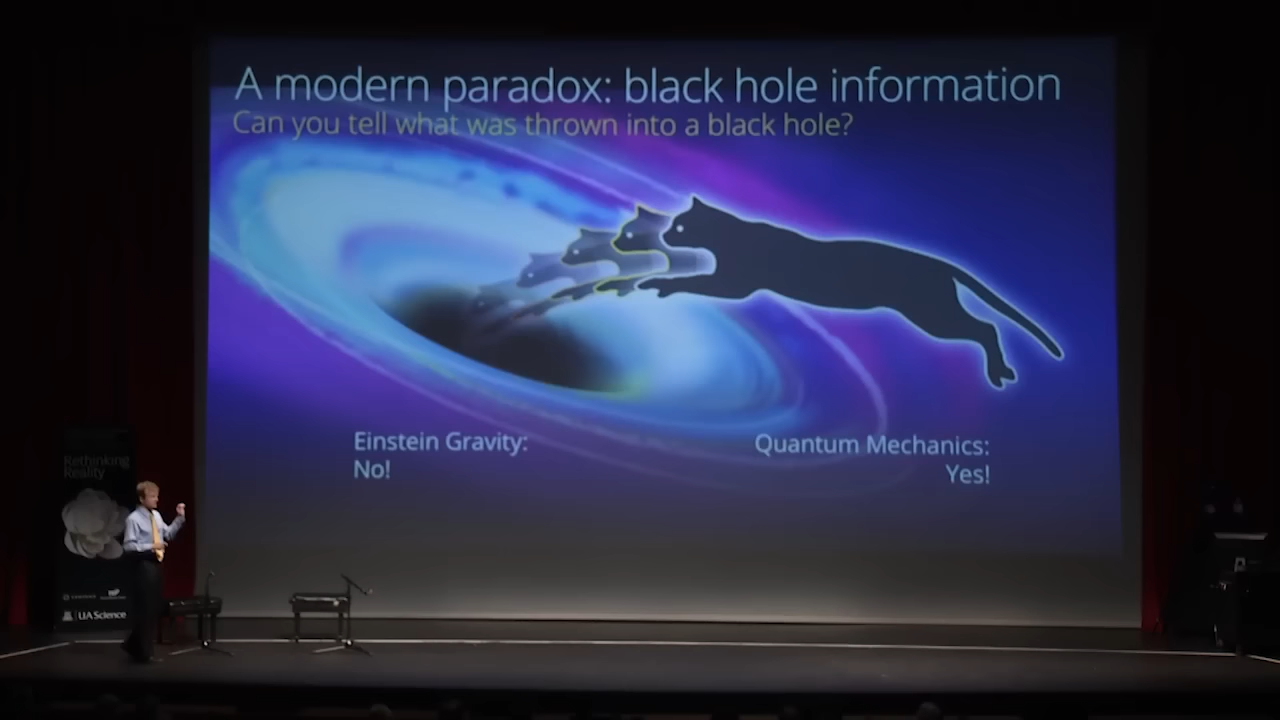 A modern paradox: black hole information
Can you tell what was thrown into a black hole?
Einstein Gravity:
No!
Quantum Mechanics:
Yes!
Rethinking
Reality
UA Science